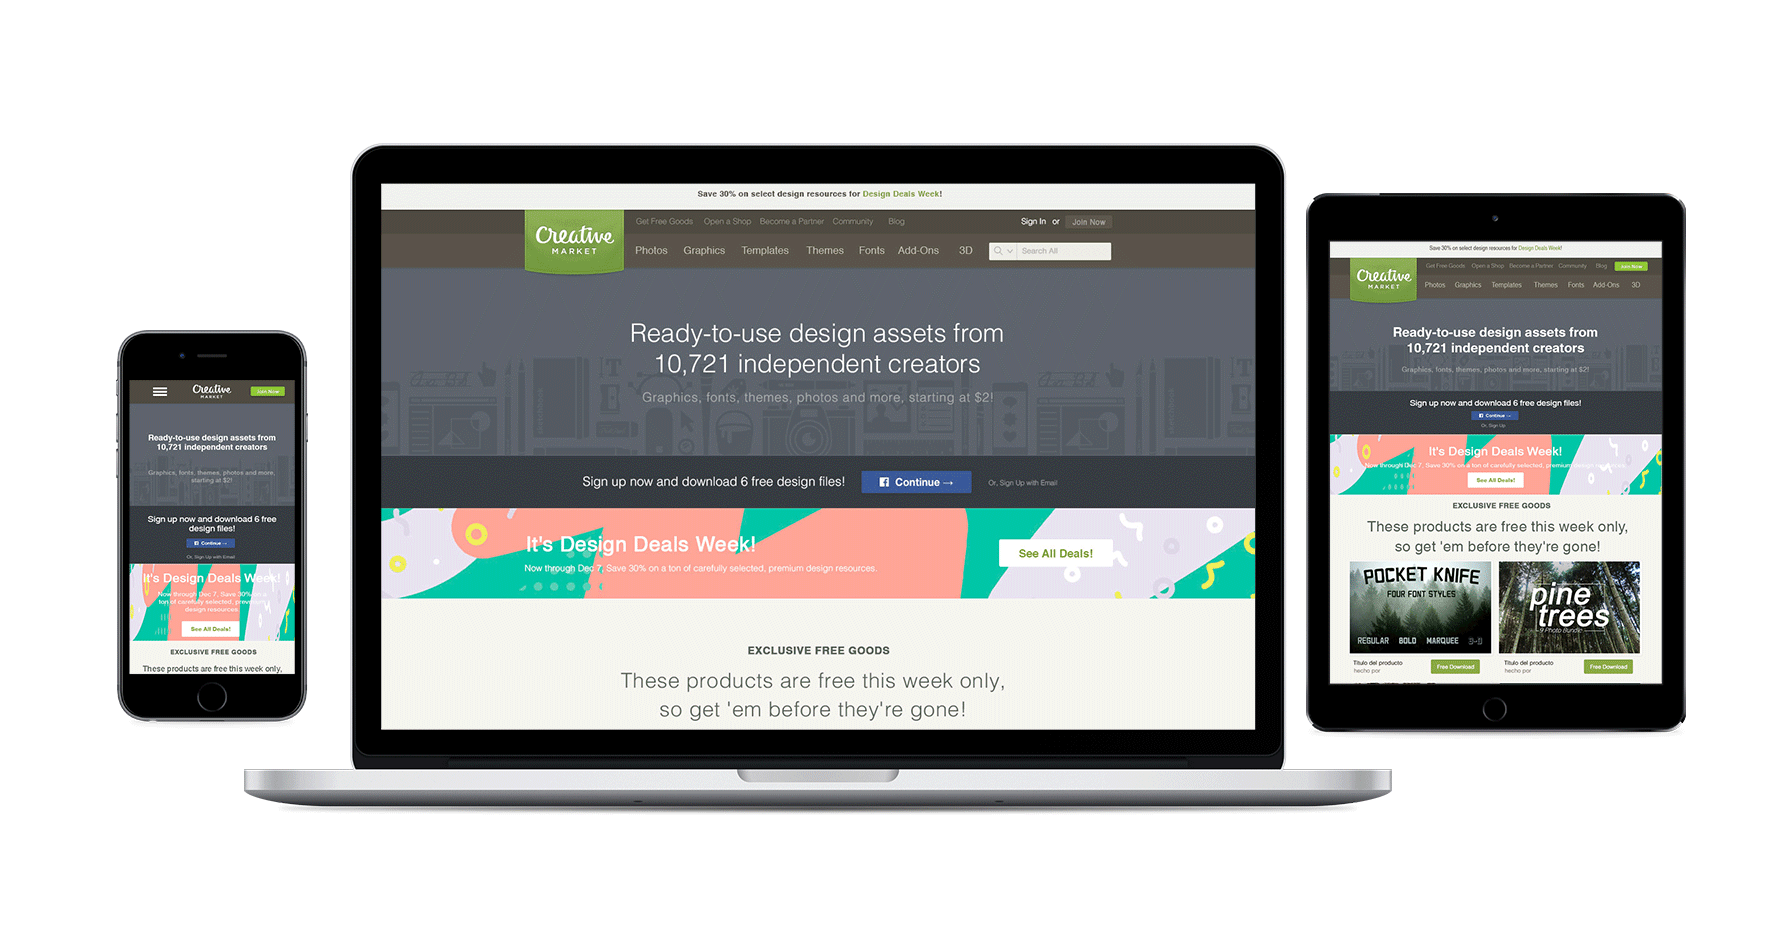 Creative
MARKET
Join Now
Ready-to-use design assets from
10,721 independent creators
Graphics, fonts, themes, photos and more,
starting at $2!
Sign up now and download 6 free
design files!
Continue →
Or, Sign Up with Email
It's Design Deals Week!
Now through Dec 7, Save 30% on a
ton of carefully selected, premium
design resources.
See All Deals!
EXCLUSIVE FREE GOODS
These products are free this week only,
Save 30% on select design resources for Design Deals Week!
Creative
MARKET
Get Free Goods Open a Shop Become a Partner Community Blog
Sign In or Join Now
Photos Graphics Templates Themes Fonts Add-Ons 3D
Search All
Ready-to-use design assets from
10,721 independent creators
Graphics, fonts, themes, photos and more, starting at $2!
Sign up now and download 6 free design files!
Continue →
Or, Sign Up with Email
It's Design Deals Week!
Now through Dec 7, Save 30% on a ton of carefully selected, premium design resources.
See All Deals!
EXCLUSIVE FREE GOODS
These products are free this week only,
so get 'em before they're gone!
Save 30% on select design resources for Design Deals Week!
Creative
MARKET
Get Free Goods Open a Shop Become a Partner Community Blog Join Now
Photos Graphics Templates Themes Fonts Add-Ons 3D
Ready-to-use design assets from
10,721 independent creators
Graphics, fonts, themes, photos and more, starting at $2!
Sign up now and download 6 free design files!
Continue →
Or, Sign Up
It's Design Deals Week!
Now through Dec 7, Save 30% on a ton of carefully selected, premium design resources.
See All Deals!
EXCLUSIVE FREE GOODS
These products are free this week only,
so get 'em before they're gone!
POCKET KNIFE
FOUR FONT STYLES
REGULAR BOLD MARQUEE 3-D
Titulo del producto
hecho por
Free Download
pine
trees
9 Photo Bundle
Titulo del producto
hecho por
Free Download